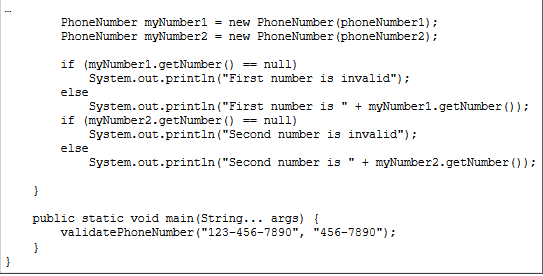 …
PhoneNumber myNumber1 = new PhoneNumber(phoneNumber1);
PhoneNumber myNumber2 = new PhoneNumber(phoneNumber2);
if (myNumber1.getNumber() == null)
System.out.println("First number is invalid");
else
System.out.println("First number is " + myNumber1.getNumber());
if (myNumber2.getNumber() == null)
System.out.println("Second number is invalid");
else
System.out.println("Second number is " + myNumber2.getNumber());
}
public static void main(String... args) {
validatePhoneNumber("123-456-7890", "456-7890");
}
}